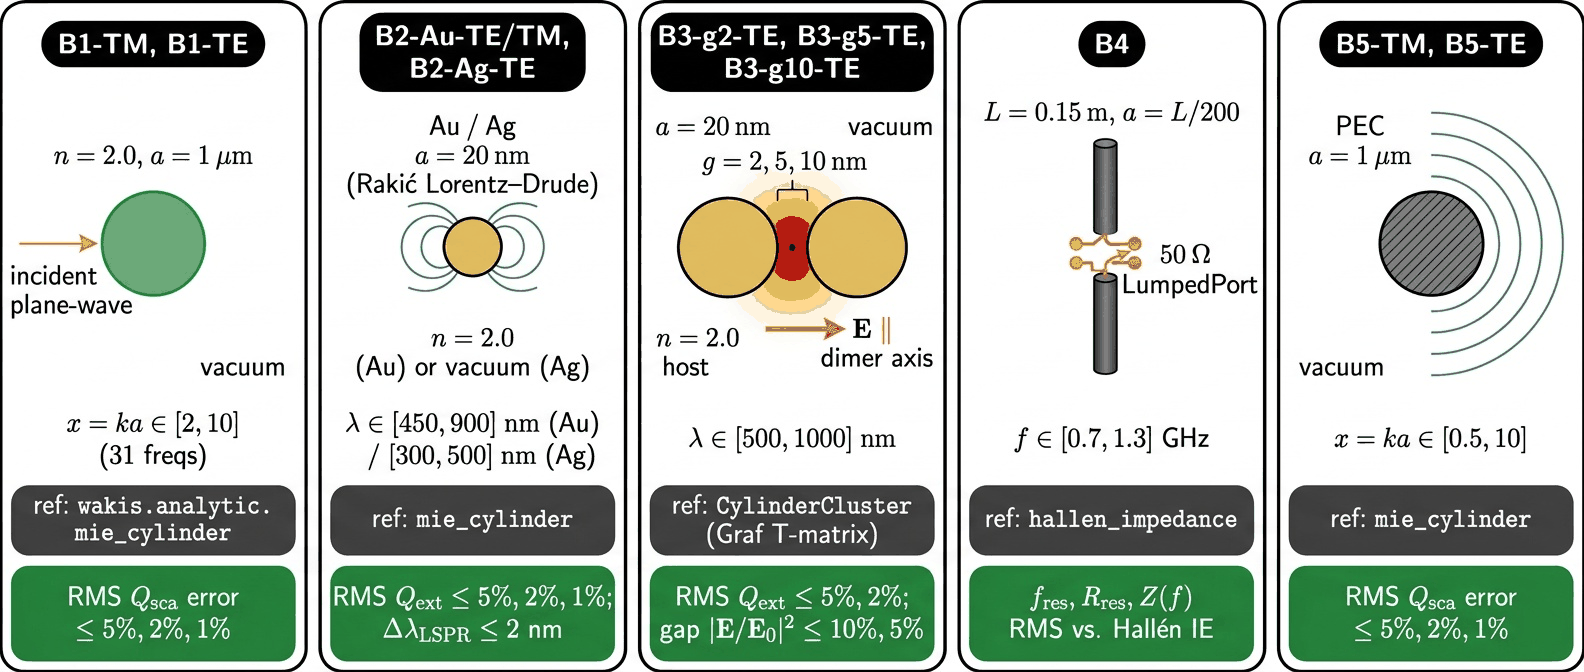 B1-TM, B1-TE
n = 2.0, a = 1 μm
incident
plane-wave
vacuum
x = ka ∈ [2, 10]
(31 freqs)
ref: wakis.analytic.
mie_cylinder
RMS Q_sca error
≤ 5%, 2%, 1%
B2-Au-TE/TM,
B2-Ag-TE
Au / Ag
a = 20 nm
(Rakić Lorentz–Drude)
n = 2.0
(Au) or vacuum (Ag)
λ ∈ [450, 900] nm (Au)
/ [300, 500] nm (Ag)
ref: mie_cylinder
RMS Q_ext ≤ 5%, 2%, 1%;
Δλ_LSPR ≤ 2 nm
B3-g2-TE, B3-g5-TE,
B3-g10-TE
a = 20 nm vacuum
g = 2, 5, 10 nm
n = 2.0
host
E ∥
dimer axis
λ ∈ [500, 1000] nm
ref: CylinderCluster
(Graf T-matrix)
RMS Q_ext ≤ 5%, 2%;
gap |E/E₀|² ≤ 10%, 5%
B4
L = 0.15 m, a = L/200
50 Ω
LumpedPort
f ∈ [0.7, 1.3] GHz
ref: hallen_impedance
f_res, R_res, Z(f)
RMS vs. Hallén IE
B5-TM, B5-TE
PEC
a = 1 μm
vacuum
x = ka ∈ [0.5, 10]
ref: mie_cylinder
RMS Q_sca error
≤ 5%, 2%, 1%